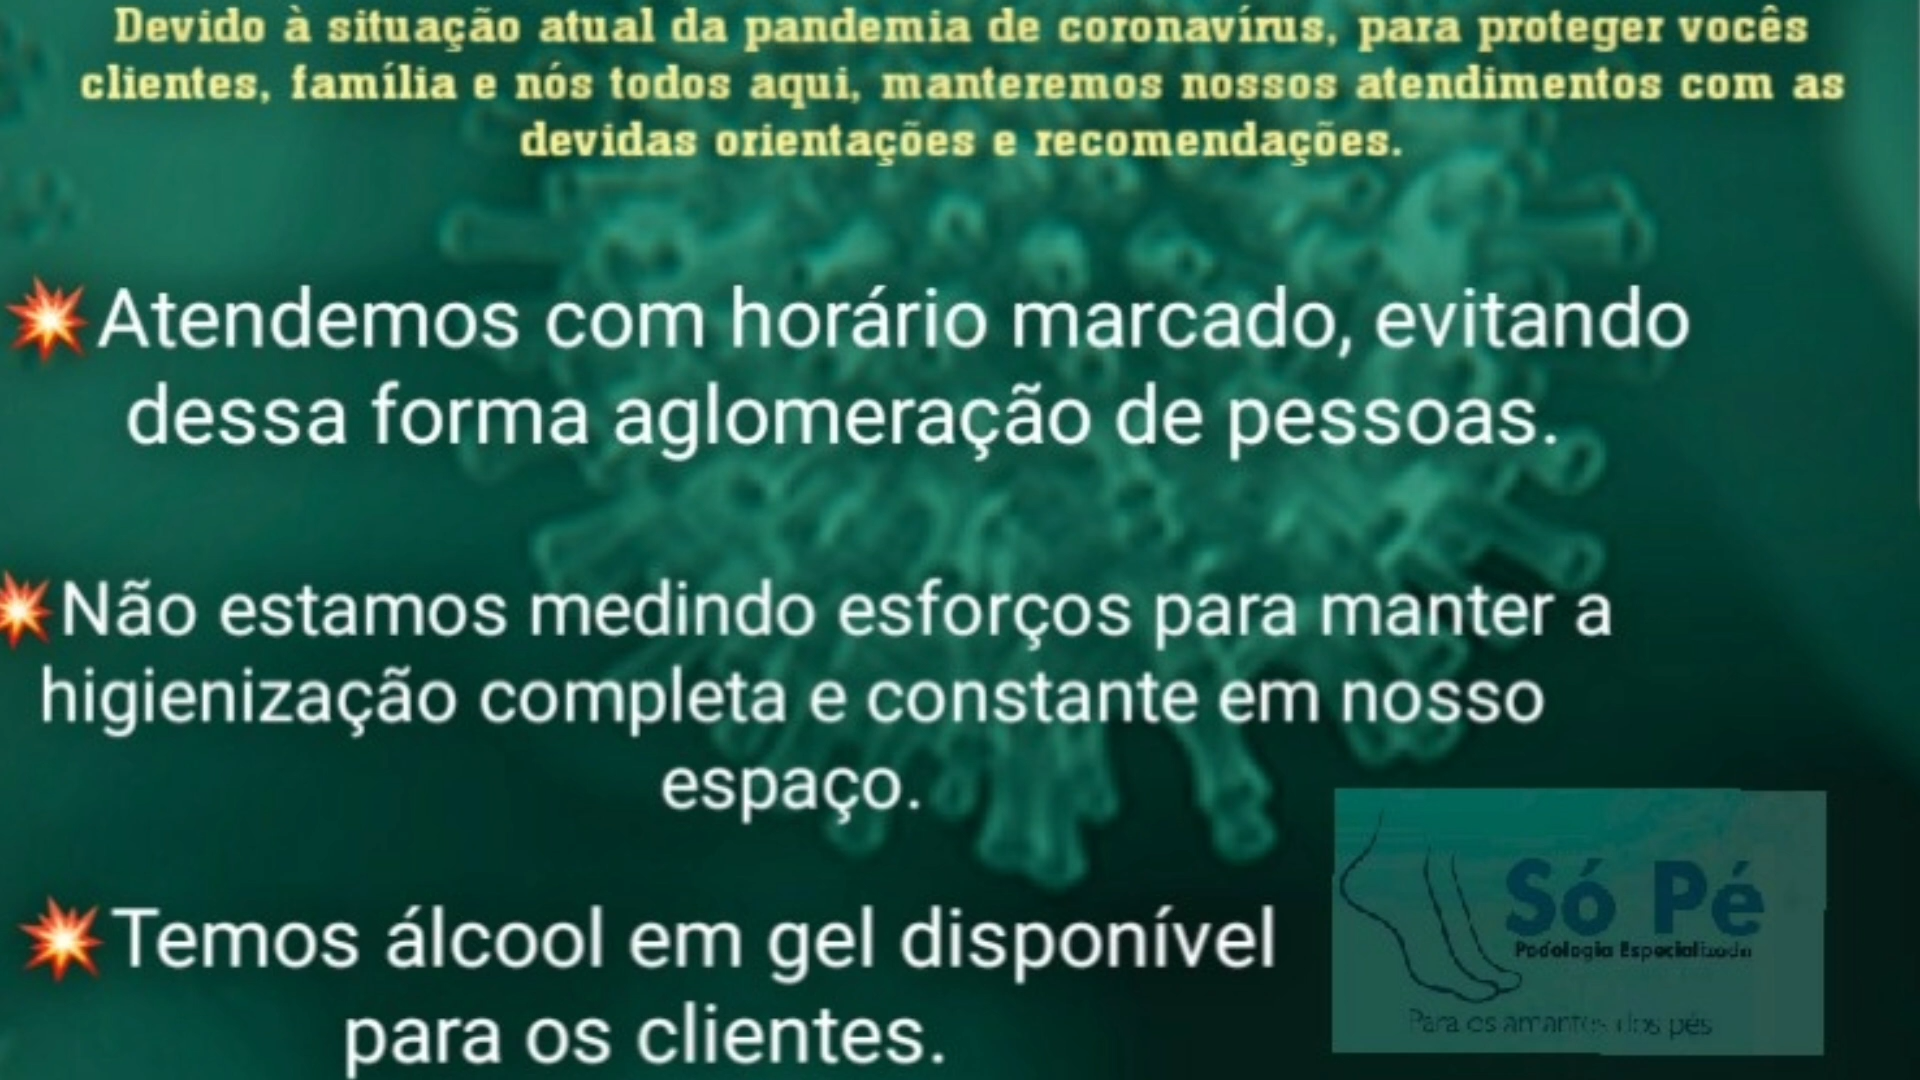 Devido à situação atual da pandemia de coronavírus, para proteger vocês
clientes, família e nós todos aqui, manteremos nossos atendimentos com as
devidas orientações e recomendações.
💥Atendemos com horário marcado, evitando
dessa forma aglomeração de pessoas.
💥Não estamos medindo esforços para manter a
higienização completa e constante em nosso
espaço.
💥Temos álcool em gel disponível
para os clientes.
Só Pé
Podologia Especializada
Para os amantes dos pés